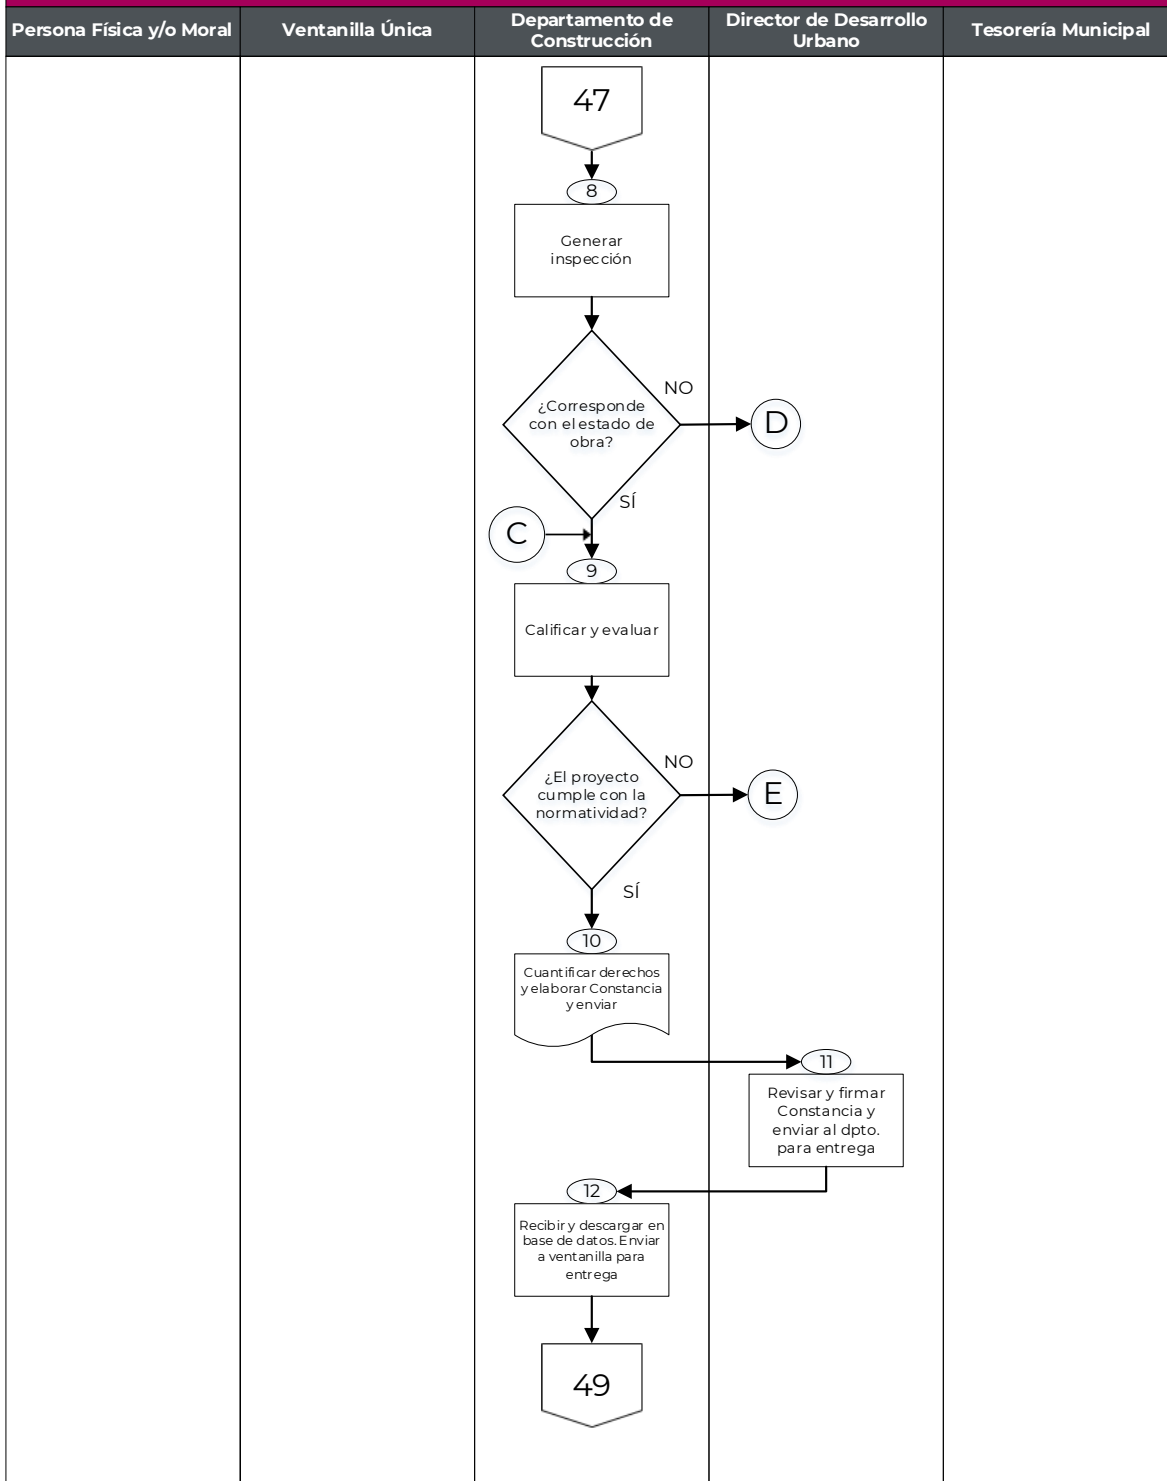 Persona Física y/o Moral
Ventanilla Única
Departamento de
Construcción
Director de Desarrollo
Urbano
Tesorería Municipal
47
8
Generar
inspección
¿Corresponde
con el estado de
obra?
NO
D
SÍ
C
9
Calificar y evaluar
¿El proyecto
cumple con la
normatividad?
NO
E
SÍ
10
Cuantificar derechos
y elaborar Constancia
y enviar
11
Revisar y firmar
Constancia y
enviar al dpto.
para entrega
12
Recibir y descargar en
base de datos. Enviar
a ventanilla para
entrega
49